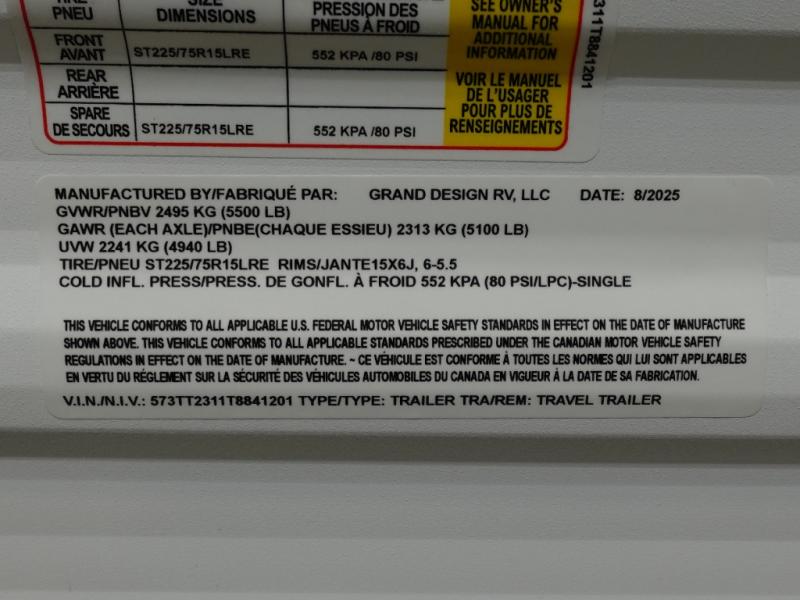 TIRE SIZE PRESSION DES SEE OWNER'S
PNEU DIMENSIONS PNEUS À FROID MANUAL FOR
ADDITIONAL
INFORMATION
FRONT
AVANT ST225/75R15LRE 552 KPA /80 PSI
REAR
ARRIÈRE
VOIR LE MANUEL
DE L'USAGER
POUR PLUS DE
RENSEIGNEMENTS
SPARE
DE SECOURS ST225/75R15LRE 552 KPA /80 PSI
2311T8841201
MANUFACTURED BY/FABRIQUÉ PAR: GRAND DESIGN RV, LLC DATE: 8/2025
GVWR/PNBV 2495 KG (5500 LB)
GAWR (EACH AXLE)/PNBE(CHAQUE ESSIEU) 2313 KG (5100 LB)
UVW 2241 KG (4940 LB)
TIRE/PNEU ST225/75R15LRE RIMS/JANTE15X6J, 6-5.5
COLD INFL. PRESS/PRESS. DE GONFL. À FROID 552 KPA (80 PSI/LPC)-SINGLE
THIS VEHICLE CONFORMS TO ALL APPLICABLE U.S. FEDERAL MOTOR VEHICLE SAFETY STANDARDS IN EFFECT ON THE DATE OF MANUFACTURE
SHOWN ABOVE. THIS VEHICLE CONFORMS TO ALL APPLICABLE STANDARDS PRESCRIBED UNDER THE CANADIAN MOTOR VEHICLE SAFETY
REGULATIONS IN EFFECT ON THE DATE OF MANUFACTURE. ~ CE VÉHICULE EST CONFORME À TOUTES LES NORMES QUI LUI SONT APPLICABLES
EN VERTU DU RÉGLEMENT SUR LA SÉCURITÉ DES VÉHICULES AUTOMOBILES DU CANADA EN VIGUEUR À LA DATE DE SA FABRICATION.
V.I.N./N.I.V.: 573TT2311T8841201 TYPE/TYPE: TRAILER TRA/REM: TRAVEL TRAILER